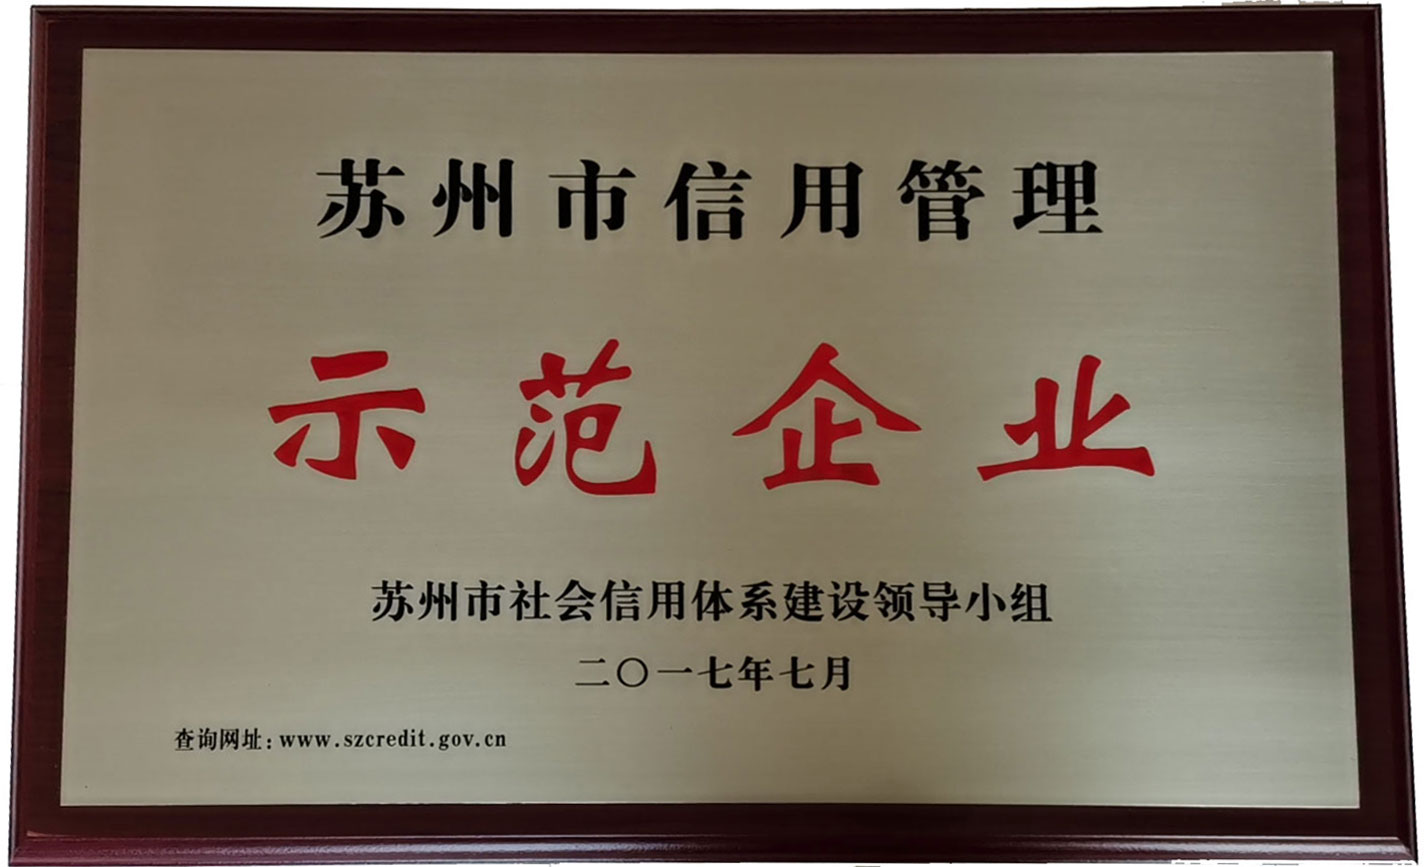 苏州市信用管理
示范企业
苏州市社会信用体系建设领导小组
二〇一七年七月
查询网址：www.szcredit.gov.cn